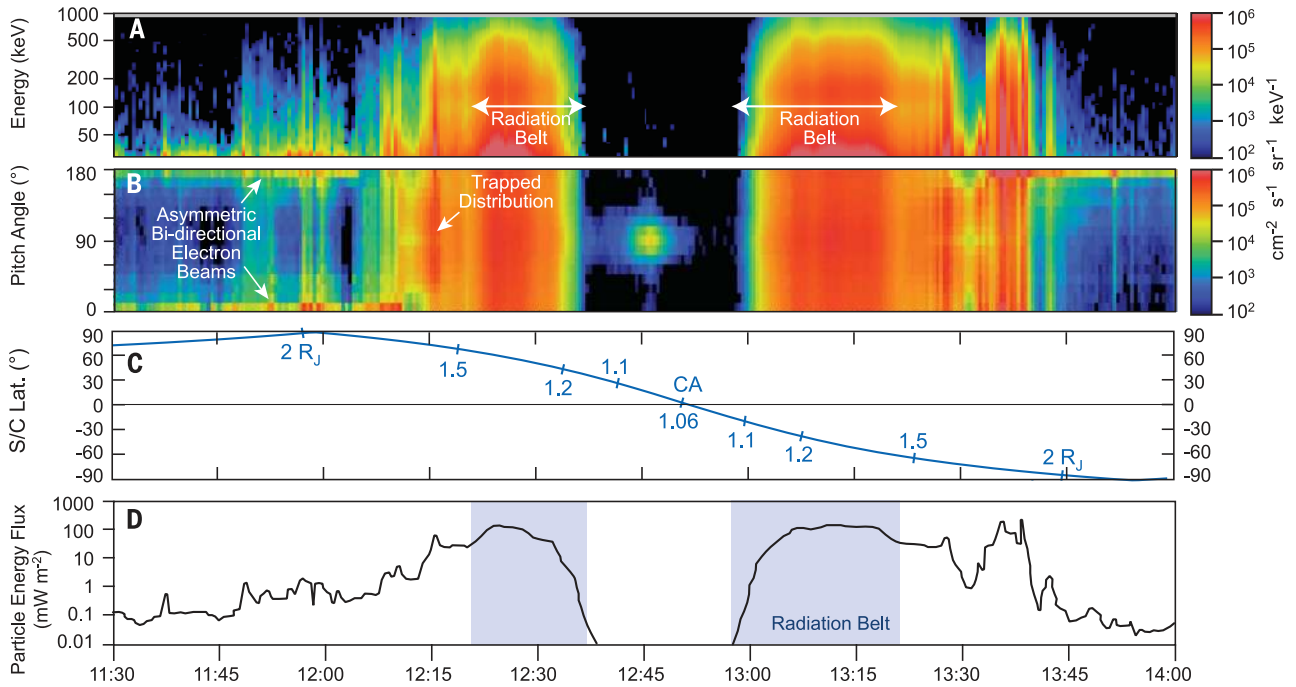 A
Energy (keV)
1000
500
200
100
50
Radiation
Belt
Radiation
Belt
10^6
10^5
10^4
10^3
10^2
B
Pitch Angle (°)
180
90
0
Asymmetric
Bi-directional
Electron
Beams
Trapped
Distribution
10^6
10^5
10^4
10^3
10^2
cm^2 s^-1 sr^-1 keV^-1
C
S/C Lat. (°)
90
60
30
0
-30
-60
-90
2 R_J
1.5
1.2
1.1
CA
1.06
1.1
1.2
1.5
2 R_J
90
60
30
0
-30
-60
-90
D
Particle Energy Flux
(mW m^-2)
1000
100
10
1
0.1
0.01
Radiation Belt
11:30 11:45 12:00 12:15 12:30 12:45 13:00 13:15 13:30 13:45 14:00